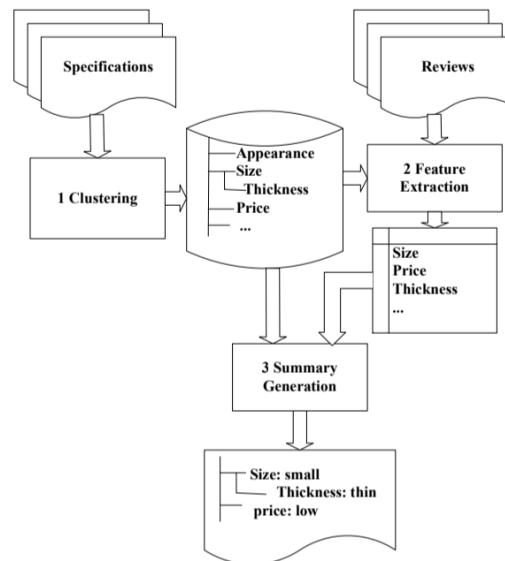 Specifications
Reviews
1 Clustering
Appearance
Size
Thickness
Price
...
2 Feature
Extraction
Size
Price
Thickness
...
3 Summary
Generation
Size: small
Thickness: thin
price: low